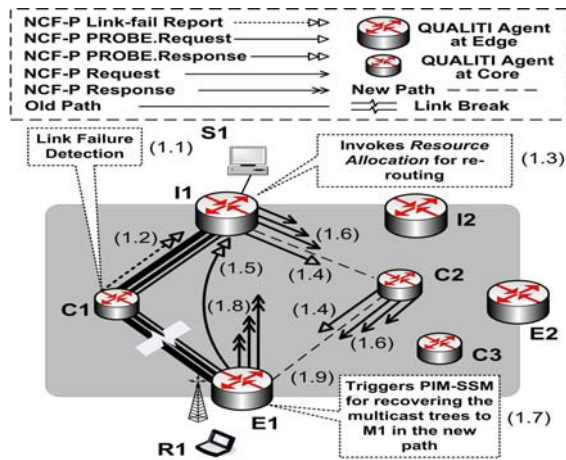 NCF-P Link-fail Report
NCF-P PROBE.Request
NCF-P PROBE.Response
NCF-P Request
NCF-P Response
Old Path
QUALITI Agent
at Edge
QUALITI Agent
at Core
New Path
Link Break
Link Failure
Detection
(1.1)
S1
Invokes Resource
Allocation for re-
routing
(1.3)
I1
I2
(1.2)
(1.6)
(1.5)
(1.4)
C2
C1
(1.8)
(1.4)
(1.6)
E2
C3
(1.9)
E1
R1
Triggers PIM-SSM
for recovering the
multicast trees to
M1 in the new
path
(1.7)